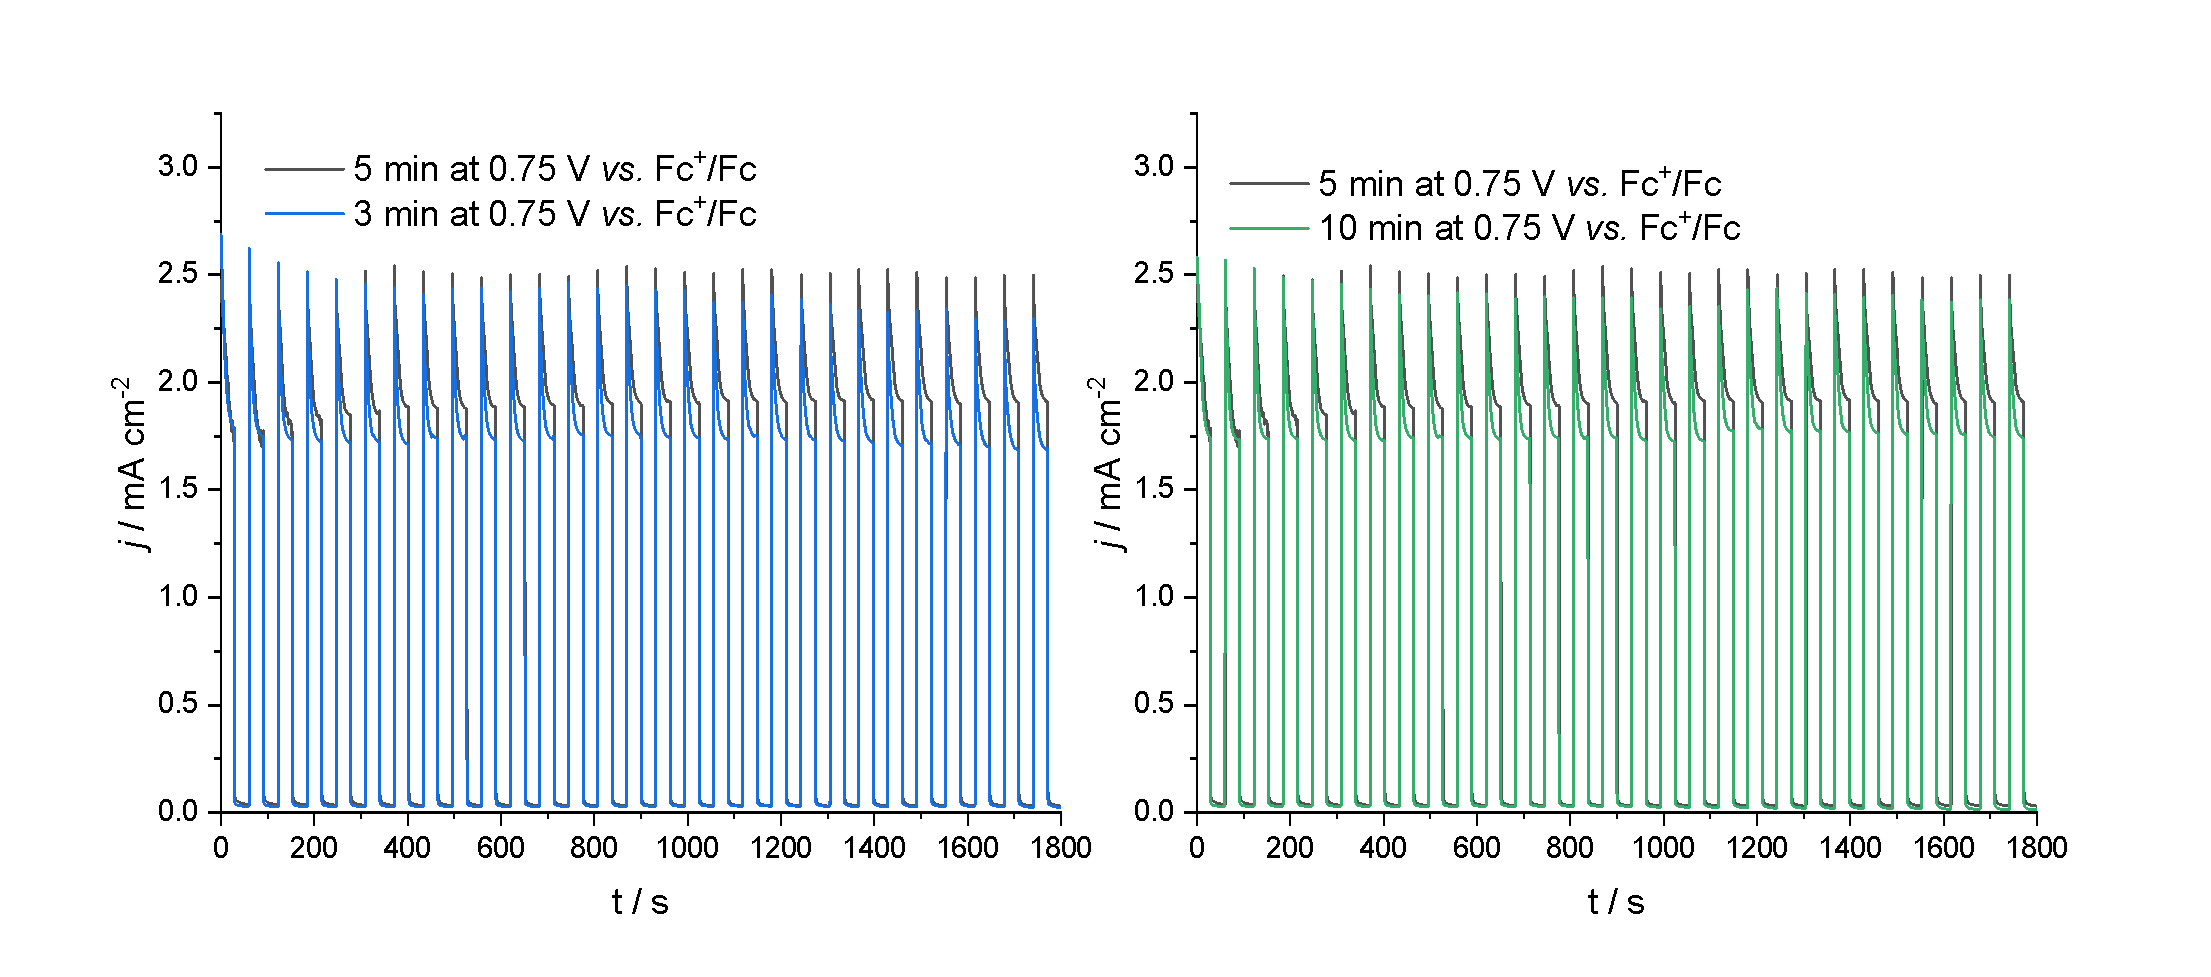 5 min at 0.75 V vs. Fc⁺/Fc
3 min at 0.75 V vs. Fc⁺/Fc
3.0
2.5
2.0
1.5
1.0
0.5
0.0
j / mA cm⁻²
0 200 400 600 800 1000 1200 1400 1600 1800
t / s
5 min at 0.75 V vs. Fc⁺/Fc
10 min at 0.75 V vs. Fc⁺/Fc
3.0
2.5
2.0
1.5
1.0
0.5
0.0
j / mA cm⁻²
0 200 400 600 800 1000 1200 1400 1600 1800
t / s